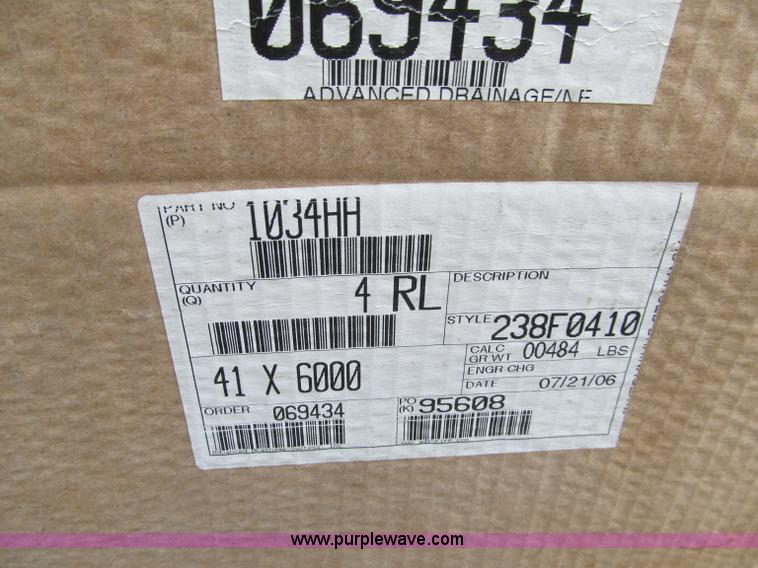 069434
ADVANCED DRAINAGE/NE
PART NO
(P)
1034HH
QUANTITY
(Q)
4 RL
DESCRIPTION
STYLE 238F0410
41 X 6000
CALC
GR WT 00484 LBS
ENGR CHG
DATE 07/21/06
ORDER 069434
PO
(K) 95608
www.purplewave.com